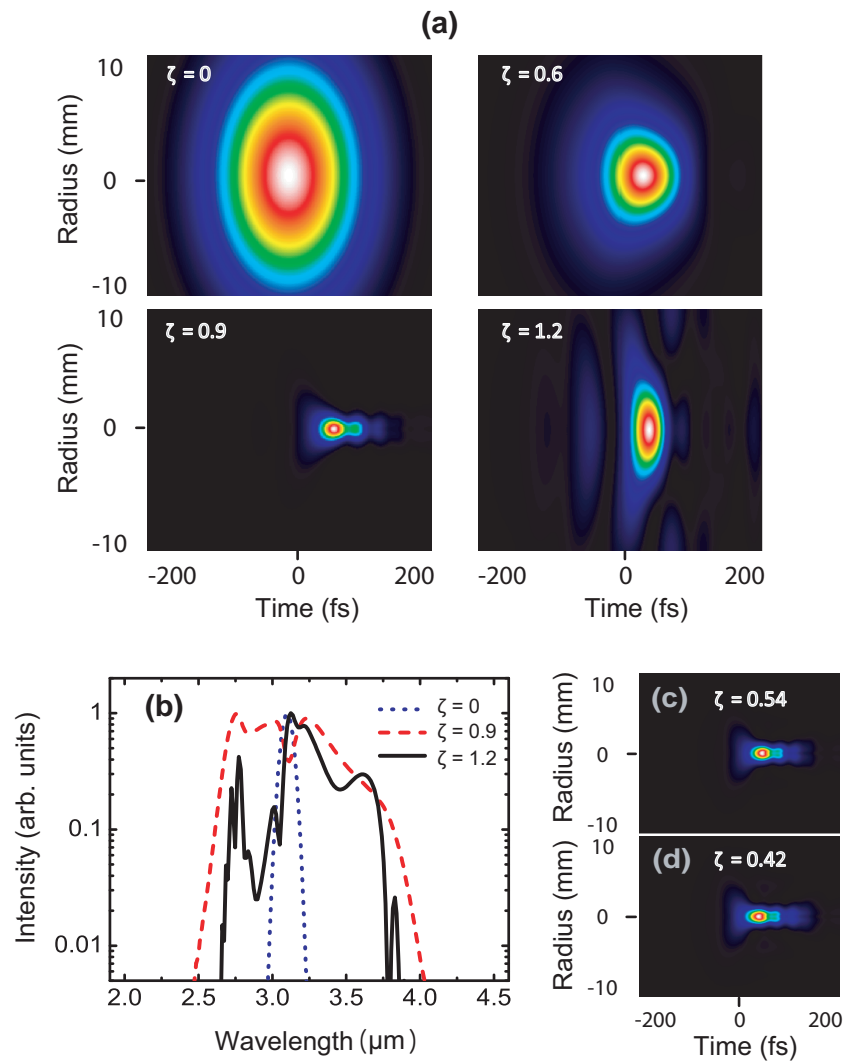 (a)
ζ = 0
ζ = 0.6
Radius (mm)
10
0
-10
ζ = 0.9
ζ = 1.2
Radius (mm)
10
0
-10
-200 0 200
-200 0 200
Time (fs)
Time (fs)
(b)
ζ = 0
ζ = 0.9
ζ = 1.2
Intensity (arb. units)
1
0.1
0.01
2.0 2.5 3.0 3.5 4.0 4.5
Wavelength (µm)
(c)
ζ = 0.54
Radius (mm)
10
0
-10
(d)
ζ = 0.42
Radius (mm)
10
0
-10
-200 0 200
Time (fs)